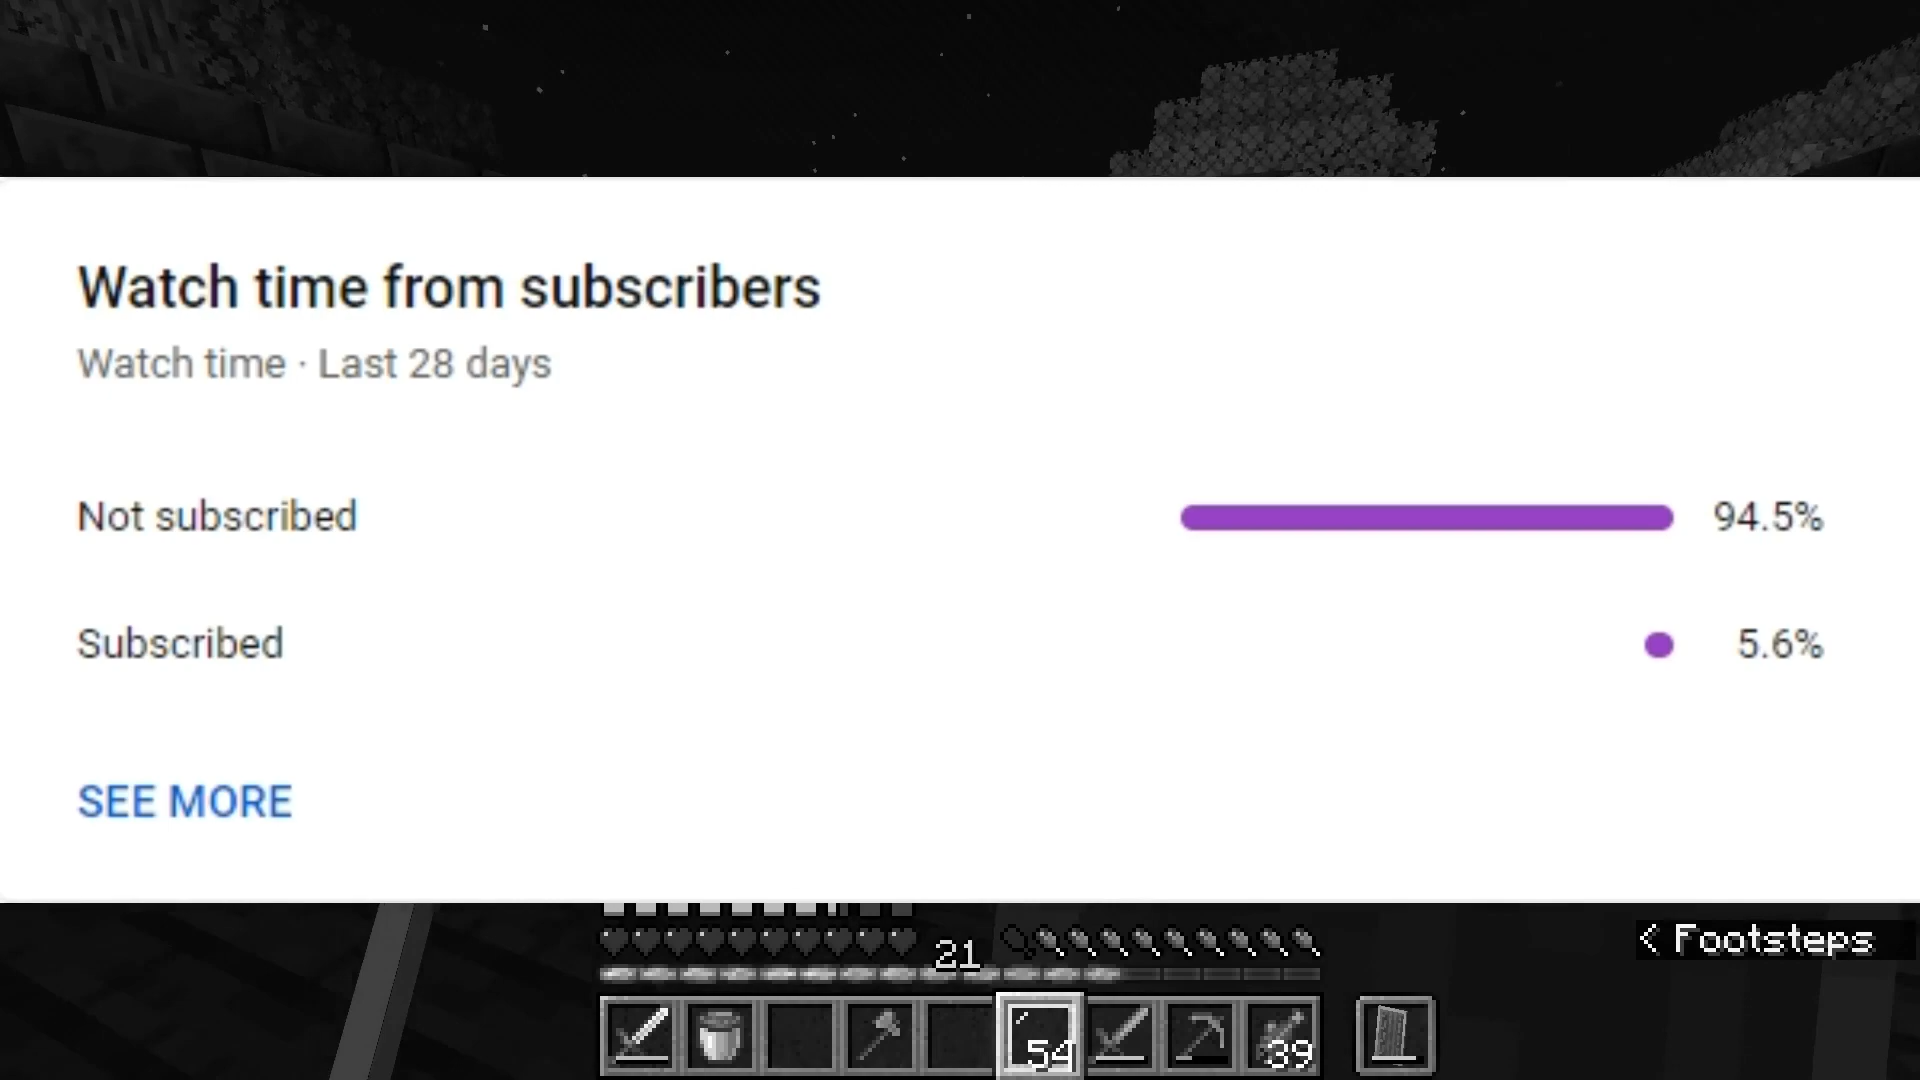 Watch time from subscribers
Watch time · Last 28 days
Not subscribed 94.5%
Subscribed 5.6%
SEE MORE
< Footsteps
21
54 39